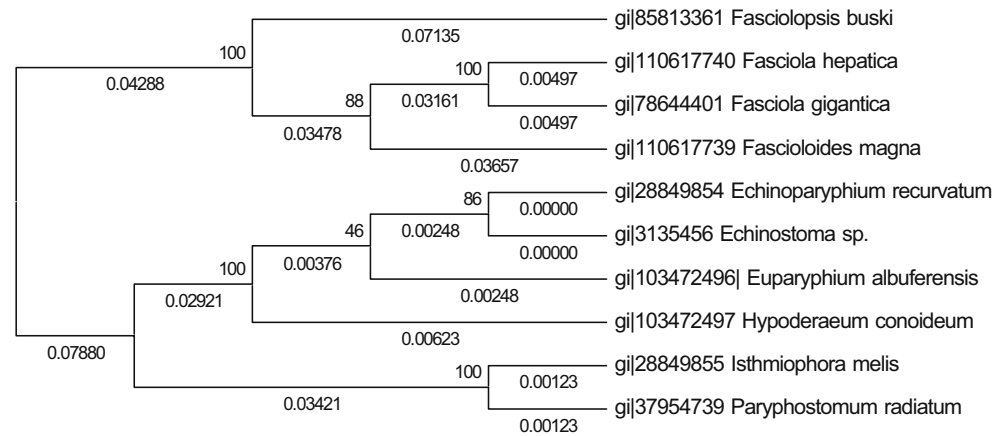 gi|85813361 Fasciolopsis buski
0.07135
100
gi|110617740 Fasciola hepatica
0.04288
100
0.00497
88
0.03161
gi|78644401 Fasciola gigantica
0.03478
0.00497
gi|110617739 Fascioloides magna
0.03657
gi|28849854 Echinoparyphium recurvatum
86
0.00000
46
0.00248
gi|3135456 Echinostoma sp.
0.00000
100
0.00376
gi|103472496| Euparyphium albuferensis
0.02921
0.00248
gi|103472497 Hypoderaeum conoideum
0.00623
0.07880
gi|28849855 Isthmiophora melis
100
0.00123
0.03421
gi|37954739 Paryphostomum radiatum
0.00123